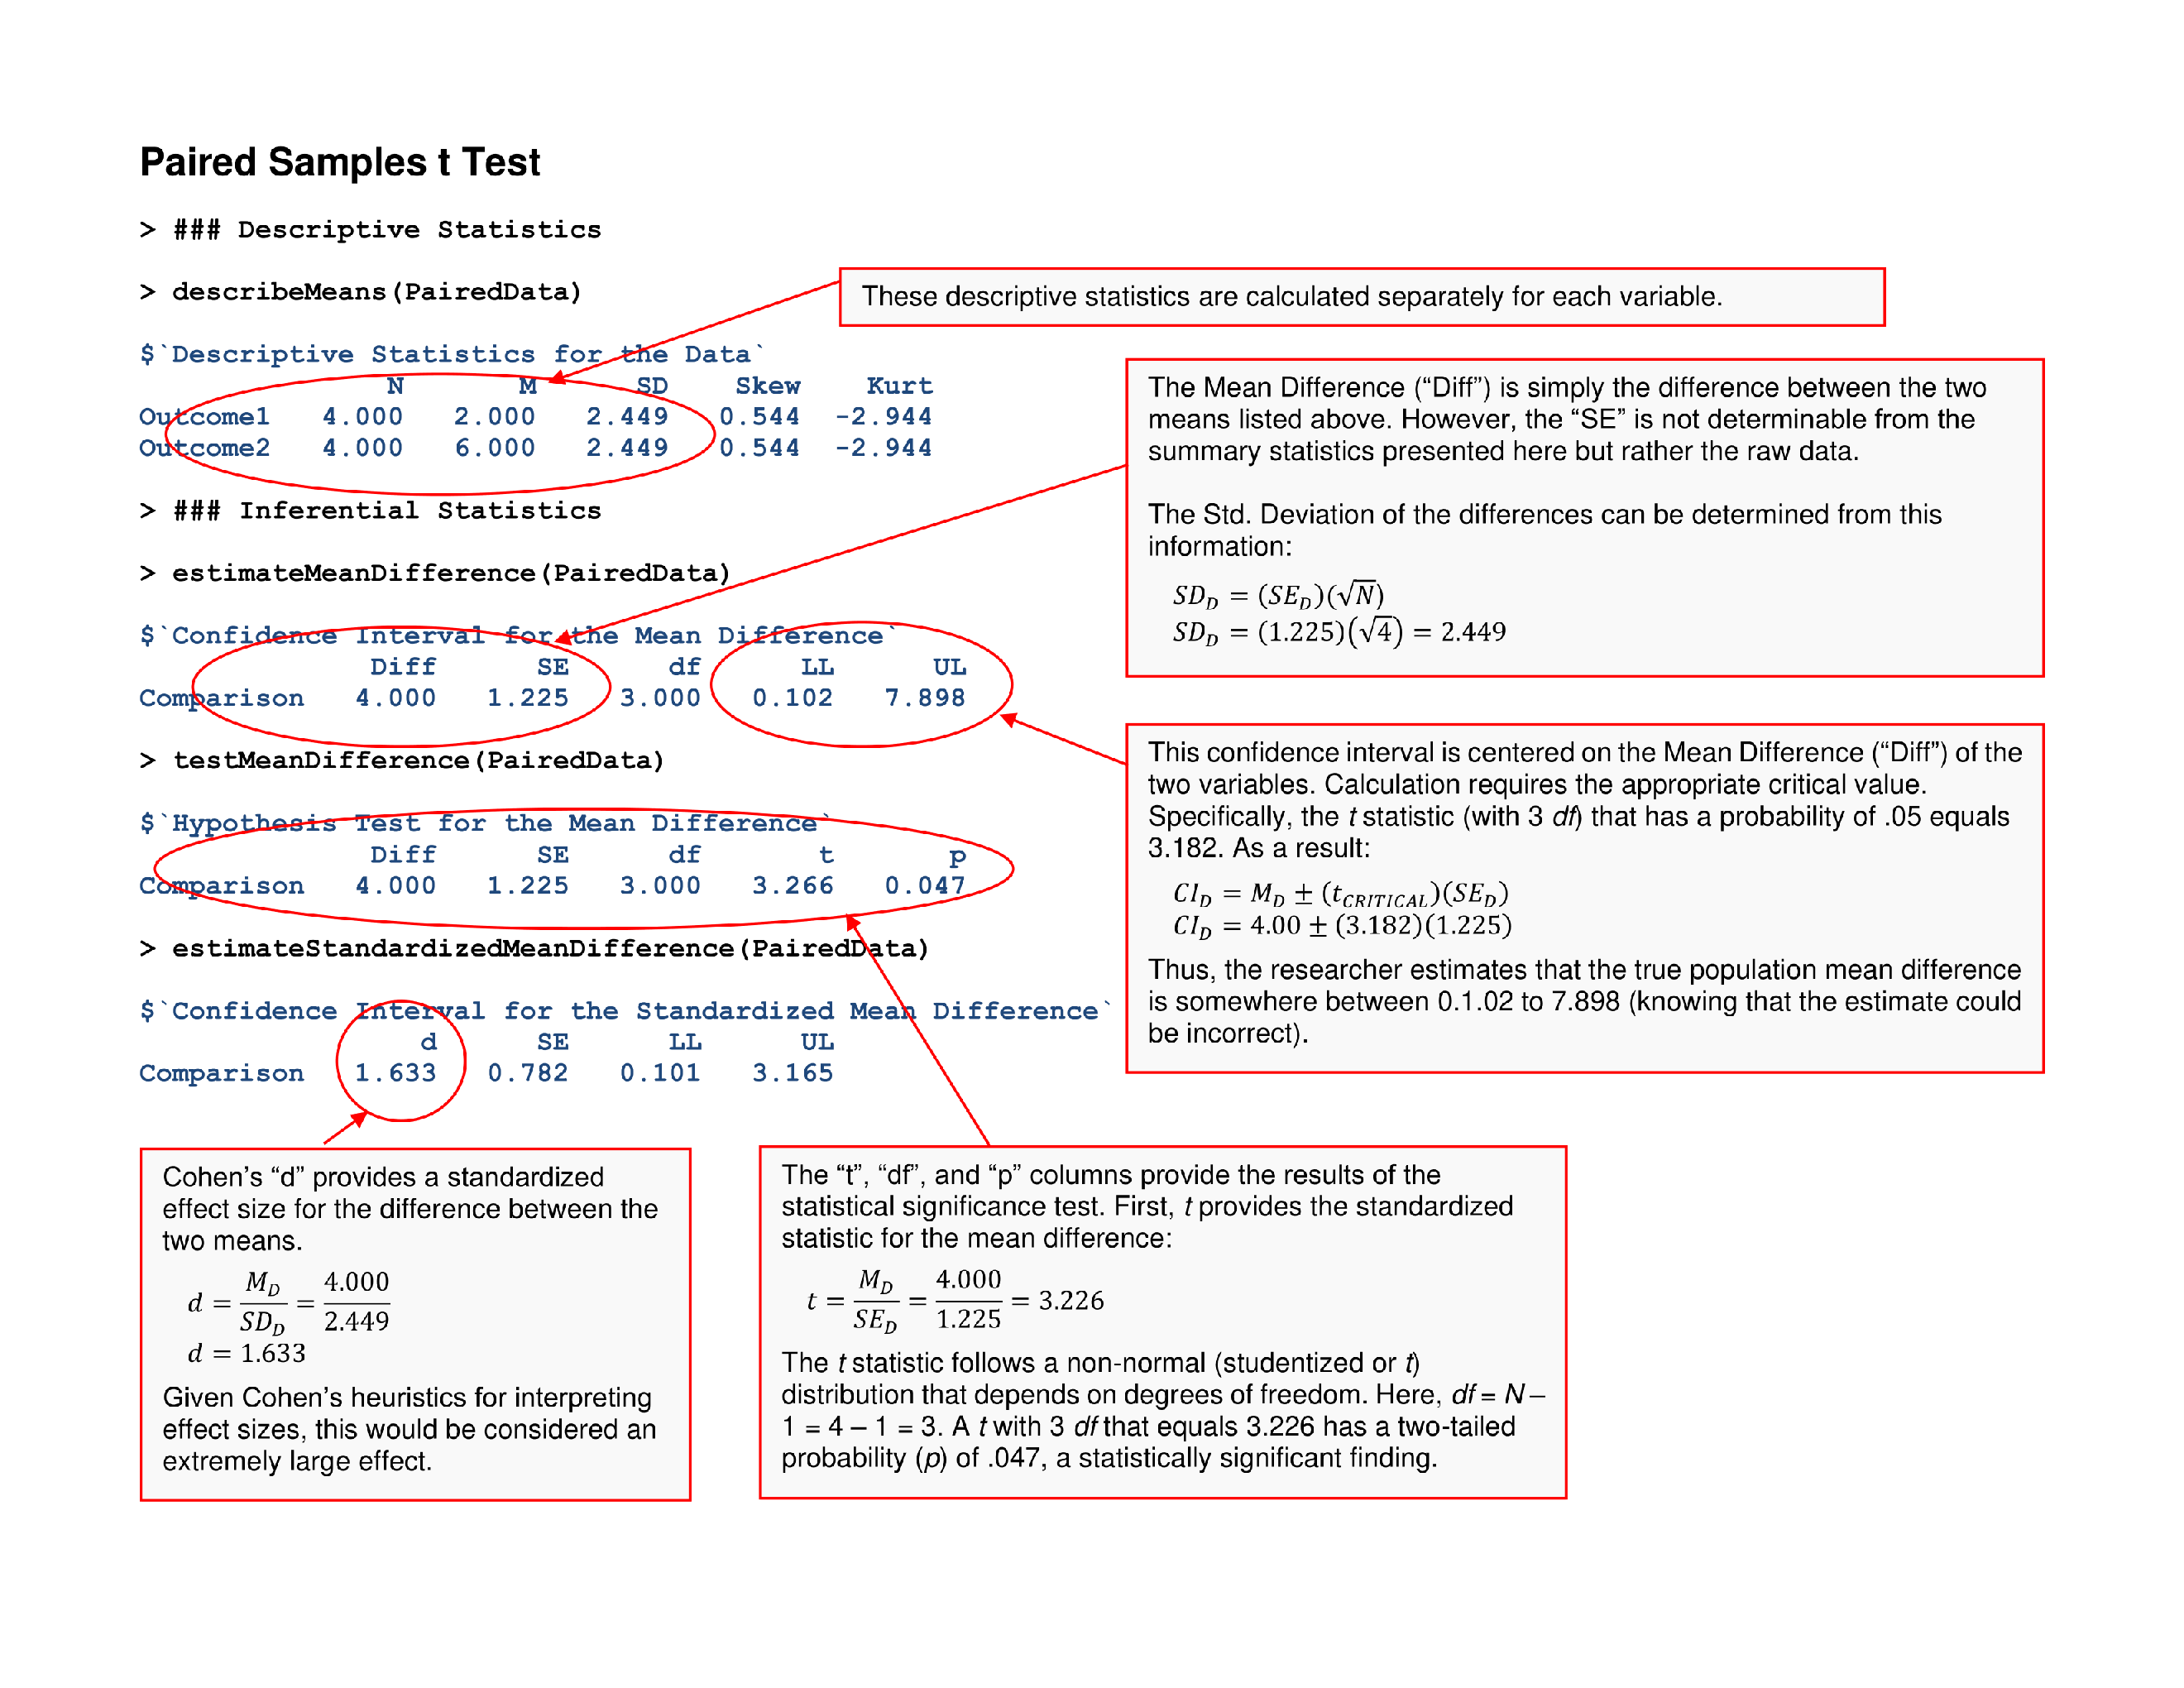 Paired Samples t Test
> ### Descriptive Statistics
> describeMeans(PairedData)
$`Descriptive Statistics for the Data`
N M SD Skew Kurt
Outcome1 4.000 2.000 2.449 0.544 -2.944
Outcome2 4.000 6.000 2.449 0.544 -2.944
> ### Inferential Statistics
> estimateMeanDifference(PairedData)
$`Confidence Interval for the Mean Difference`
Diff SE df LL UL
Comparison 4.000 1.225 3.000 0.102 7.898
> testMeanDifference(PairedData)
$`Hypothesis Test for the Mean Difference`
Diff SE df t p
Comparison 4.000 1.225 3.000 3.266 0.047
> estimateStandardizedMeanDifference(PairedData)
$`Confidence Interval for the Standardized Mean Difference`
d SE LL UL
Comparison 1.633 0.782 0.101 3.165
These descriptive statistics are calculated separately for each variable.
The Mean Difference (“Diff”) is simply the difference between the two
means listed above. However, the “SE” is not determinable from the
summary statistics presented here but rather the raw data.
The Std. Deviation of the differences can be determined from this
information:
SD_D = (SE_D)(√N)
SD_D = (1.225)(√4) = 2.449
This confidence interval is centered on the Mean Difference (“Diff”) of the
two variables. Calculation requires the appropriate critical value.
Specifically, the t statistic (with 3 df) that has a probability of .05 equals
3.182. As a result:
CI_D = M_D ± (t_CRITICAL)(SE_D)
CI_D = 4.00 ± (3.182)(1.225)
Thus, the researcher estimates that the true population mean difference
is somewhere between 0.1.02 to 7.898 (knowing that the estimate could
be incorrect).
Cohen’s “d” provides a standardized
effect size for the difference between the
two means.
d = M_D / SD_D = 4.000 / 2.449
d = 1.633
Given Cohen’s heuristics for interpreting
effect sizes, this would be considered an
extremely large effect.
The “t”, “df”, and “p” columns provide the results of the
statistical significance test. First, t provides the standardized
statistic for the mean difference:
t = M_D / SE_D = 4.000 / 1.225 = 3.226
The t statistic follows a non-normal (studentized or t)
distribution that depends on degrees of freedom. Here, df = N –
1 = 4 – 1 = 3. A t with 3 df that equals 3.226 has a two-tailed
probability (p) of .047, a statistically significant finding.